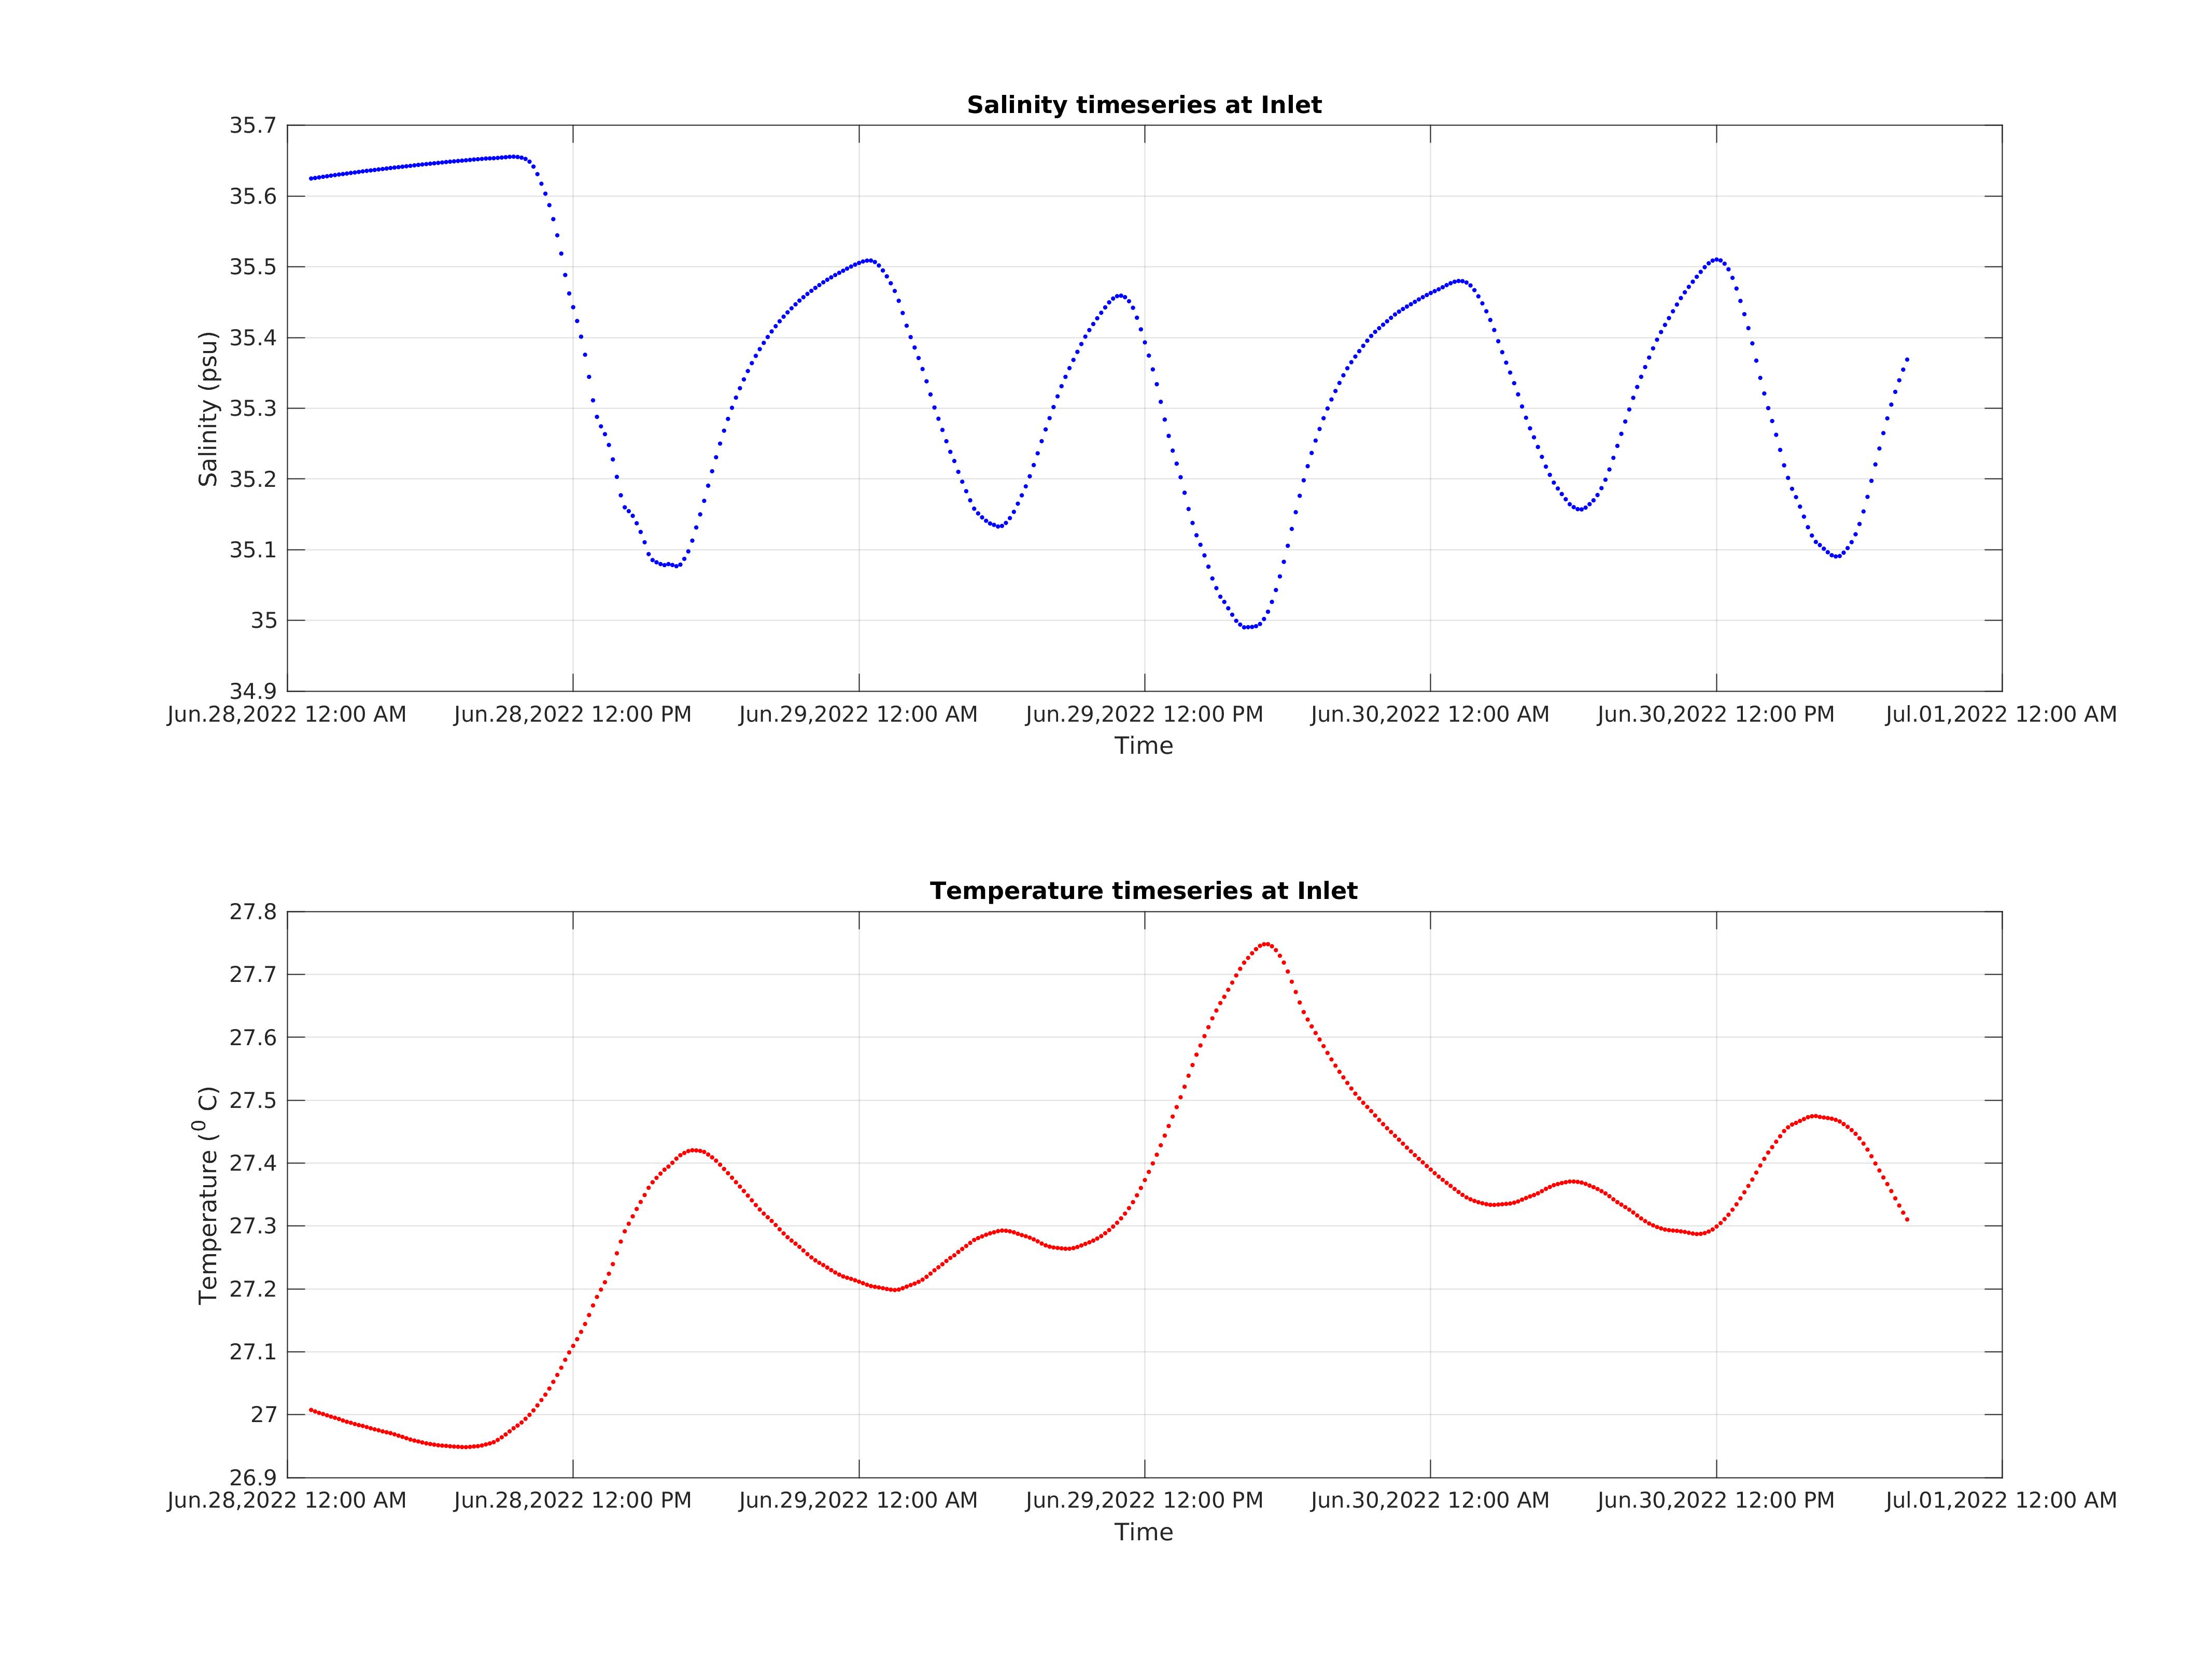 Salinity timeseries at Inlet
35.7
35.6
35.5
35.4
35.3
35.2
35.1
35
34.9
Salinity (psu)
Jun.28,2022 12:00 AM Jun.28,2022 12:00 PM Jun.29,2022 12:00 AM Jun.29,2022 12:00 PM Jun.30,2022 12:00 AM Jun.30,2022 12:00 PM Jul.01,2022 12:00 AM
Time
Temperature timeseries at Inlet
27.8
27.7
27.6
27.5
27.4
27.3
27.2
27.1
27
26.9
Temperature (⁰ C)
Jun.28,2022 12:00 AM Jun.28,2022 12:00 PM Jun.29,2022 12:00 AM Jun.29,2022 12:00 PM Jun.30,2022 12:00 AM Jun.30,2022 12:00 PM Jul.01,2022 12:00 AM
Time